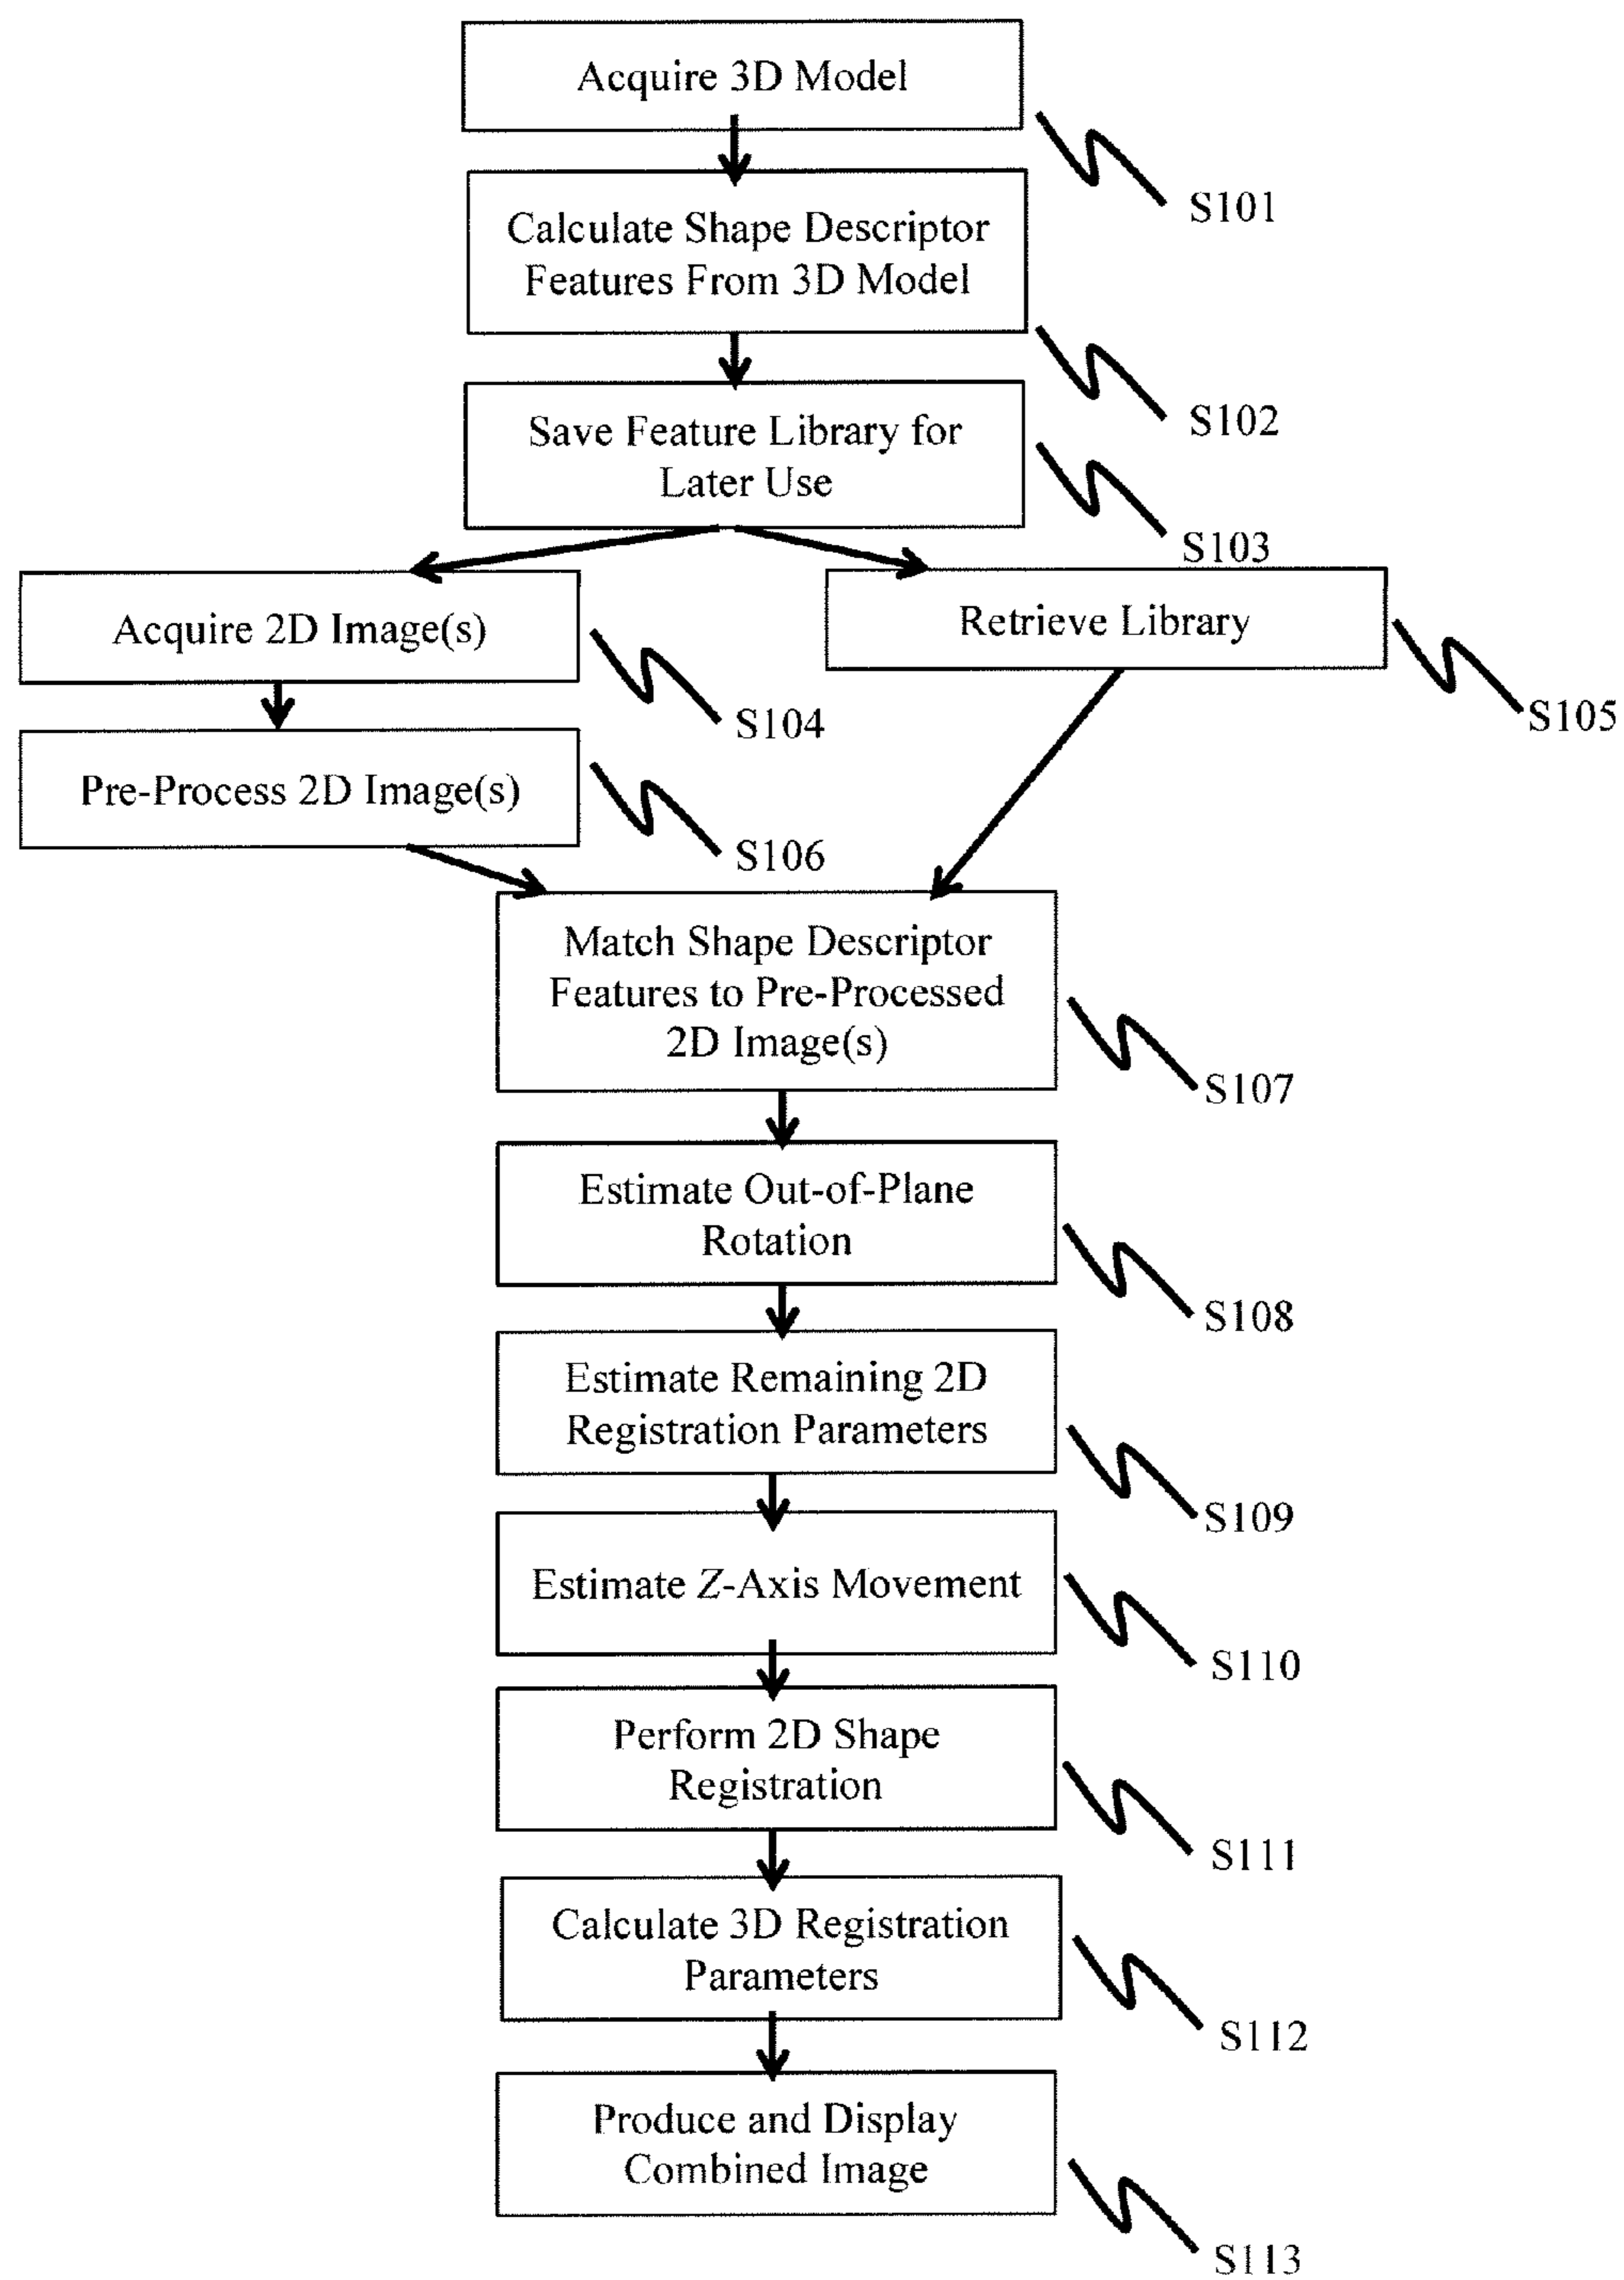 Acquire 3D Model
S101
Calculate Shape Descriptor
Features From 3D Model
S102
Save Feature Library for
Later Use
S103
Acquire 2D Image(s)
S104
Retrieve Library
S105
Pre-Process 2D Image(s)
S106
Match Shape Descriptor
Features to Pre-Processed
2D Image(s)
S107
Estimate Out-of-Plane
Rotation
S108
Estimate Remaining 2D
Registration Parameters
S109
Estimate Z-Axis Movement
S110
Perform 2D Shape
Registration
S111
Calculate 3D Registration
Parameters
S112
Produce and Display
Combined Image
S113